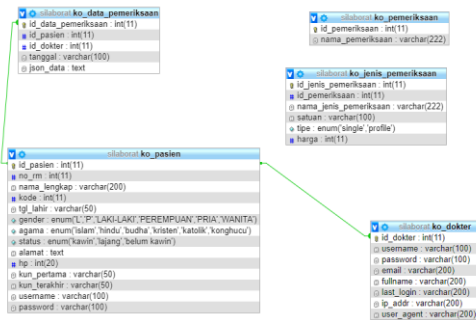 silaborat ko_data_pemeriksaan
id_data_pemeriksaan : int(11)
id_pasien : int(11)
id_dokter : int(11)
tanggal : varchar(100)
json_data : text
silaborat ko_pemeriksaan
id_pemeriksaan : int(11)
nama_pemeriksaan : varchar(222)
silaborat ko_jenis_pemeriksaan
id_jenis_pemeriksaan : int(11)
id_pemeriksaan : int(11)
nama_jenis_pemeriksaan : varchar(222)
satuan : varchar(100)
tipe : enum('single','profile')
harga : int(11)
silaborat ko_pasien
id_pasien : int(11)
no_rm : int(11)
nama_lengkap : varchar(200)
kode : int(11)
tgl_lahir : varchar(50)
gender : enum('L','P','LAKI-LAKI','PEREMPUAN','PRIA','WANITA')
agama : enum('islam','hindu','budha','kristen','katolik','konghucu')
status : enum('kawin','lajang','belum kawin')
alamat : text
hp : int(20)
kun_pertama : varchar(50)
kun_terakhir : varchar(50)
username : varchar(100)
password : varchar(100)
silaborat ko_dokter
id_dokter : int(11)
username : varchar(100)
password : varchar(100)
email : varchar(200)
fullname : varchar(200)
last_login : varchar(200)
ip_addr : varchar(200)
user_agent : varchar(200)